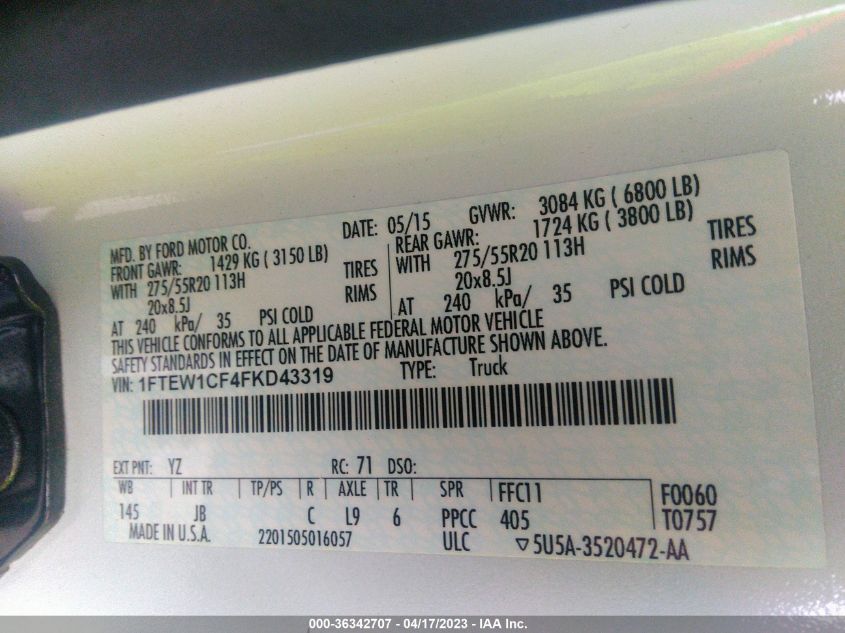 MFD. BY FORD MOTOR CO. DATE: 05/15 GVWR: 3084 KG ( 6800 LB)
FRONT GAWR: 1429 KG ( 3150 LB) REAR GAWR: 1724 KG ( 3800 LB)
WITH 275/55R20 113H TIRES WITH 275/55R20 113H TIRES
20x8.5J RIMS 20x8.5J RIMS
AT 240 kPa/ 35 PSI COLD AT 240 kPa/ 35 PSI COLD
THIS VEHICLE CONFORMS TO ALL APPLICABLE FEDERAL MOTOR VEHICLE
SAFETY STANDARDS IN EFFECT ON THE DATE OF MANUFACTURE SHOWN ABOVE.
VIN: 1FTEW1CF4FKD43319 TYPE: Truck
EXT PNT: YZ RC: 71 DSO:
WB INT TR TP/PS R AXLE TR SPR FFC11 F0060
145 JB C L9 6 PPCC 405 T0757
MADE IN U.S.A. 2201505016057 ULC ▽5U5A-3520472-AA
000-36342707 - 04/17/2023 - IAA Inc.